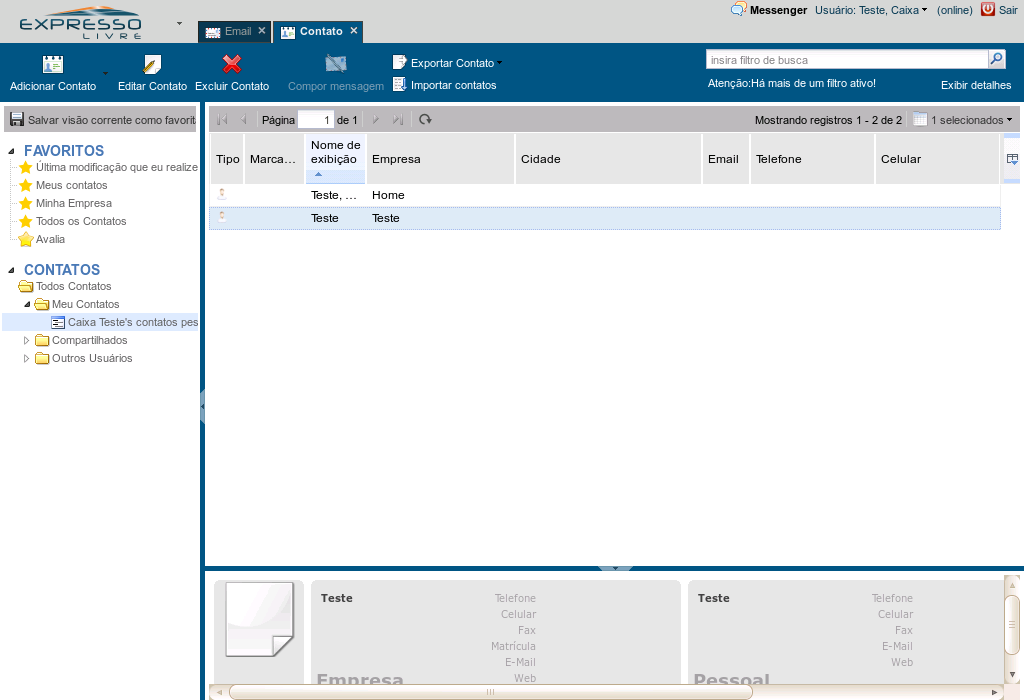 EXPRESSO
LIVRE
Email
Contato
Messenger
Usuário: Teste, Caixa
(online)
Sair
Adicionar Contato
Editar Contato
Excluir Contato
Compor mensagem
Exportar Contato
Importar contatos
insira filtro de busca
Atenção:Há mais de um filtro ativo!
Exibir detalhes
Salvar visão corrente como favorit
FAVORITOS
Última modificação que eu realize
Meus contatos
Minha Empresa
Todos os Contatos
Avalia
CONTATOS
Todos Contatos
Meu Contatos
Caixa Teste's contatos pes
Compartilhados
Outros Usuários
Página 1 de 1
Mostrando registros 1 - 2 de 2
1 selecionados
Tipo
Marca...
Nome de
exibição
Empresa
Cidade
Email
Telefone
Celular
Teste, ... Home
Teste Teste
Teste
Telefone
Celular
Fax
Matrícula
E-Mail
Web
Empresa
Teste
Telefone
Celular
Fax
E-Mail
Web
Pessoal